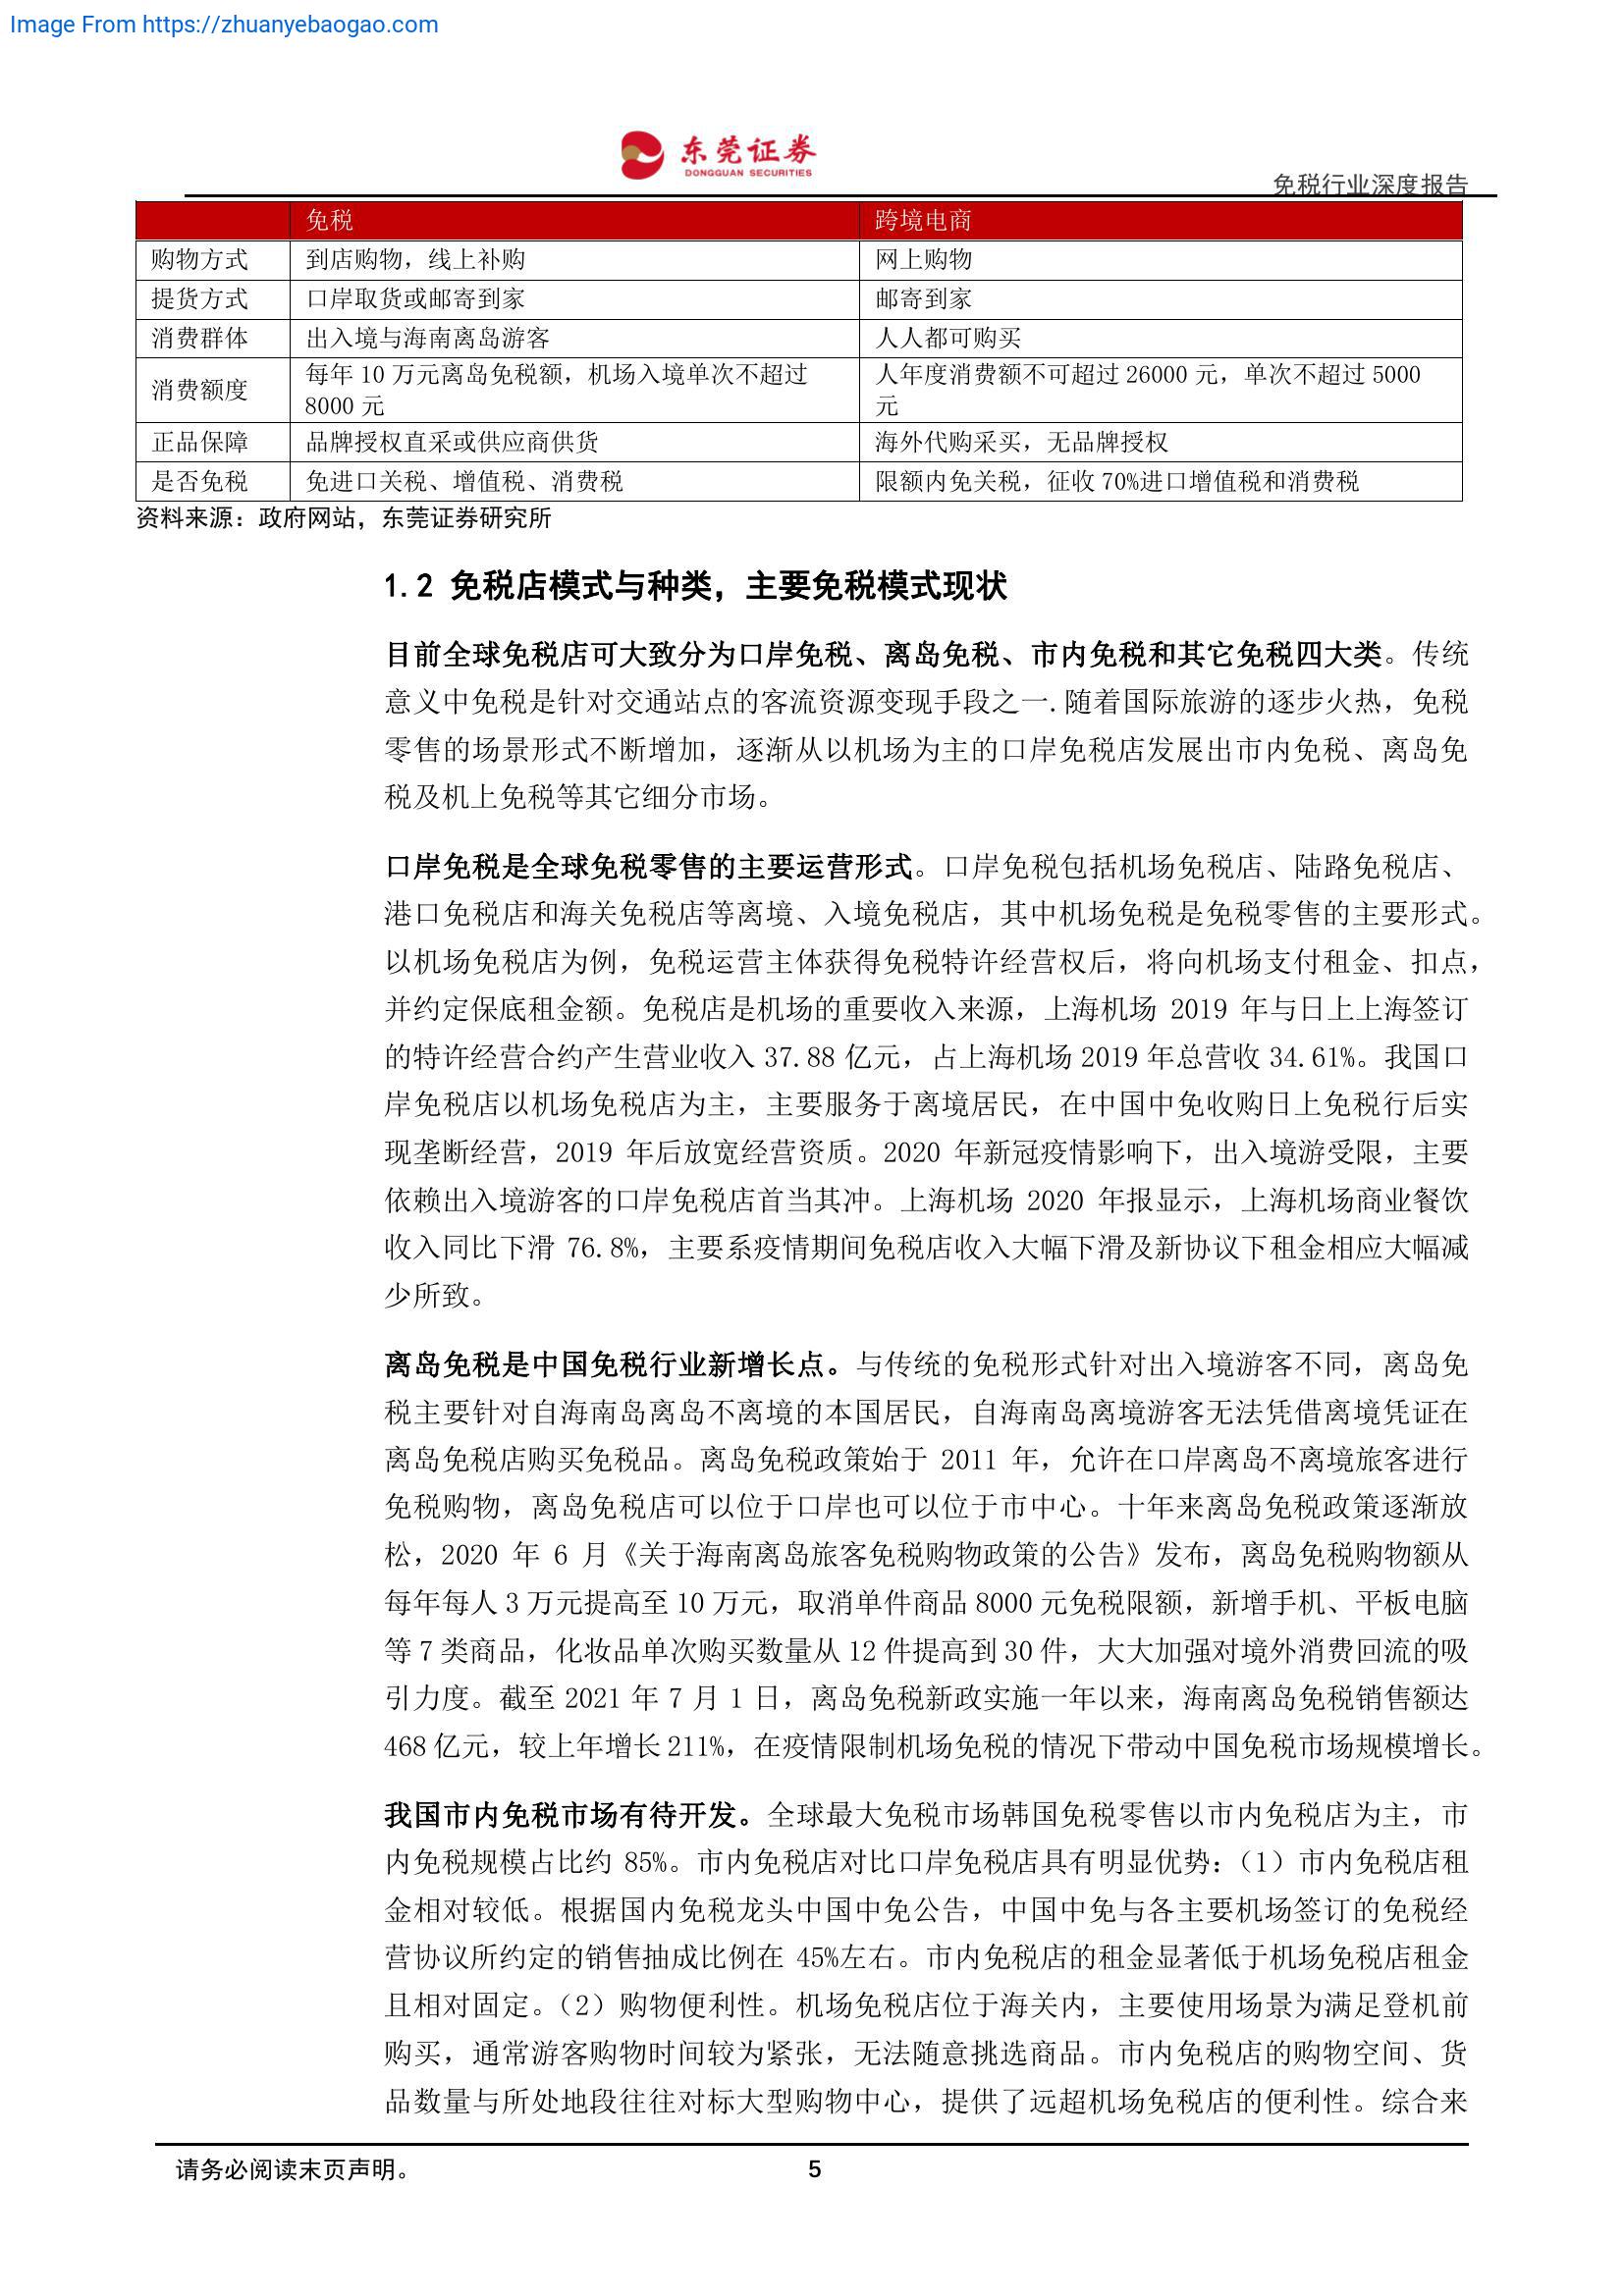 Image From https://zhuanyebaogao.com
东莞证券
DONGGUAN SECURITIES
免税行业深度报告
免税 跨境电商
购物方式 到店购物，线上补购 网上购物
提货方式 口岸取货或邮寄到家 邮寄到家
消费群体 出入境与海南离岛游客 人人都可购买
消费额度 每年 10 万元离岛免税额，机场入境单次不超过 8000 元 人年度消费额不可超过 26000 元，单次不超过 5000 元
正品保障 品牌授权直采或供应商供货 海外代购采买，无品牌授权
是否免税 免进口关税、增值税、消费税 限额内免关税，征收 70%进口增值税和消费税
资料来源：政府网站，东莞证券研究所
1.2 免税店模式与种类，主要免税模式现状
目前全球免税店可大致分为口岸免税、离岛免税、市内免税和其它免税四大类。传统
意义中免税是针对交通站点的客流资源变现手段之一.随着国际旅游的逐步火热，免税
零售的场景形式不断增加，逐渐从以机场为主的口岸免税店发展出市内免税、离岛免
税及机上免税等其它细分市场。
口岸免税是全球免税零售的主要运营形式。口岸免税包括机场免税店、陆路免税店、
港口免税店和海关免税店等离境、入境免税店，其中机场免税是免税零售的主要形式。
以机场免税店为例，免税运营主体获得免税特许经营权后，将向机场支付租金、扣点，
并约定保底租金额。免税店是机场的重要收入来源，上海机场 2019 年与日上上海签订
的特许经营合约产生营业收入 37.88 亿元，占上海机场 2019 年总营收 34.61%。我国口
岸免税店以机场免税店为主，主要服务于离境居民，在中国中免收购日上免税行后实
现垄断经营，2019 年后放宽经营资质。2020 年新冠疫情影响下，出入境游受限，主要
依赖出入境游客的口岸免税店首当其冲。上海机场 2020 年报显示，上海机场商业餐饮
收入同比下滑 76.8%，主要系疫情期间免税店收入大幅下滑及新协议下租金相应大幅减
少所致。
离岛免税是中国免税行业新增长点。与传统的免税形式针对出入境游客不同，离岛免
税主要针对自海南岛离岛不离境的本国居民，自海南岛离境游客无法凭借离境凭证在
离岛免税店购买免税品。离岛免税政策始于 2011 年，允许在口岸离岛不离境旅客进行
免税购物，离岛免税店可以位于口岸也可以位于市中心。十年来离岛免税政策逐渐放
松，2020 年 6 月《关于海南离岛旅客免税购物政策的公告》发布，离岛免税购物额从
每年每人 3 万元提高至 10 万元，取消单件商品 8000 元免税限额，新增手机、平板电脑
等 7 类商品，化妆品单次购买数量从 12 件提高到 30 件，大大加强对境外消费回流的吸
引力度。截至 2021 年 7 月 1 日，离岛免税新政实施一年以来，海南离岛免税销售额达
468 亿元，较上年增长 211%，在疫情限制机场免税的情况下带动中国免税市场规模增长。
我国市内免税市场有待开发。全球最大免税市场韩国免税零售以市内免税店为主，市
内免税规模占比约 85%。市内免税店对比口岸免税店具有明显优势：（1）市内免税店租
金相对较低。根据国内免税龙头中国中免公告，中国中免与各主要机场签订的免税经
营协议所约定的销售抽成比例在 45%左右。市内免税店的租金显著低于机场免税店租金
且相对固定。（2）购物便利性。机场免税店位于海关内，主要使用场景为满足登机前
购买，通常游客购物时间较为紧张，无法随意挑选商品。市内免税店的购物空间、货
品数量与所处地段往往对标大型购物中心，提供了远超机场免税店的便利性。综合来
请务必阅读末页声明。 5